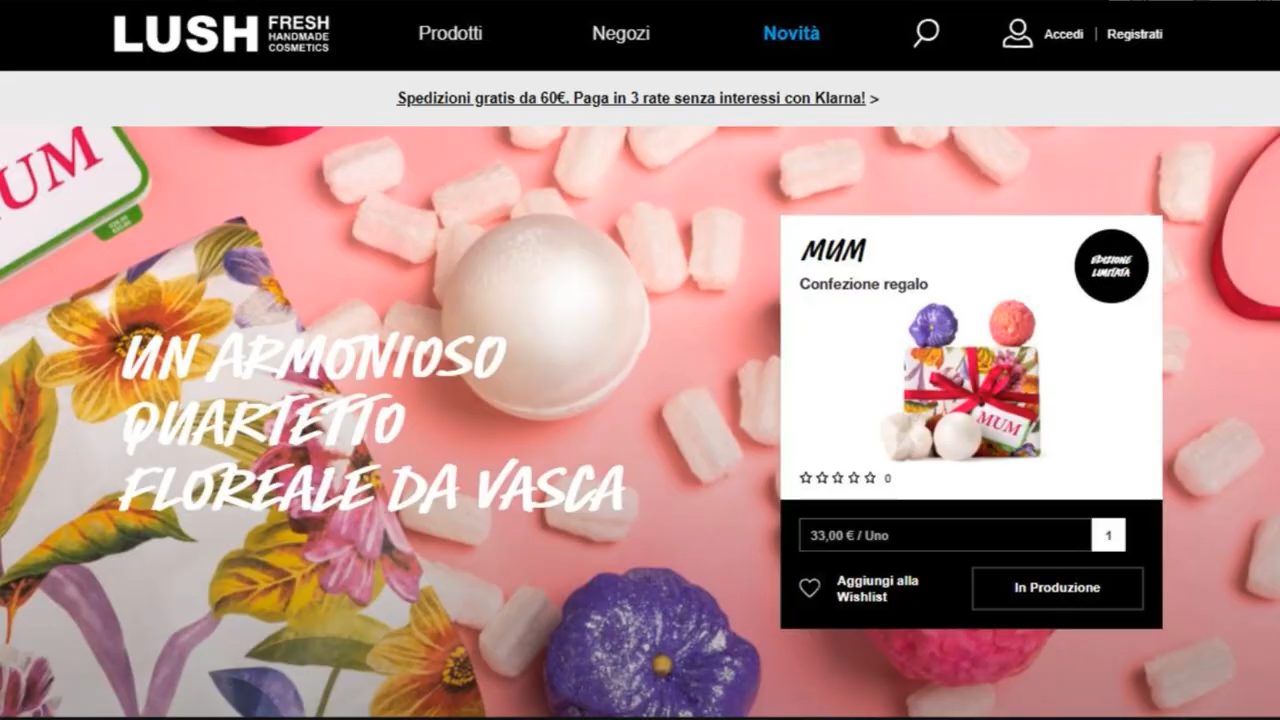 LUSH FRESH HANDMADE COSMETICS
Prodotti
Negozi
Novità
Accedi | Registrati
Spedizioni gratis da 60€. Paga in 3 rate senza interessi con Klarna! >
UM
MUM
EDIZIONE
LIMITATA
Confezione regalo
UN ARMONIOSO
QUARTETTO
FLOREALE DA VASCA
MUM
0
33,00 € / Uno
1
Aggiungi alla
Wishlist
In Produzione